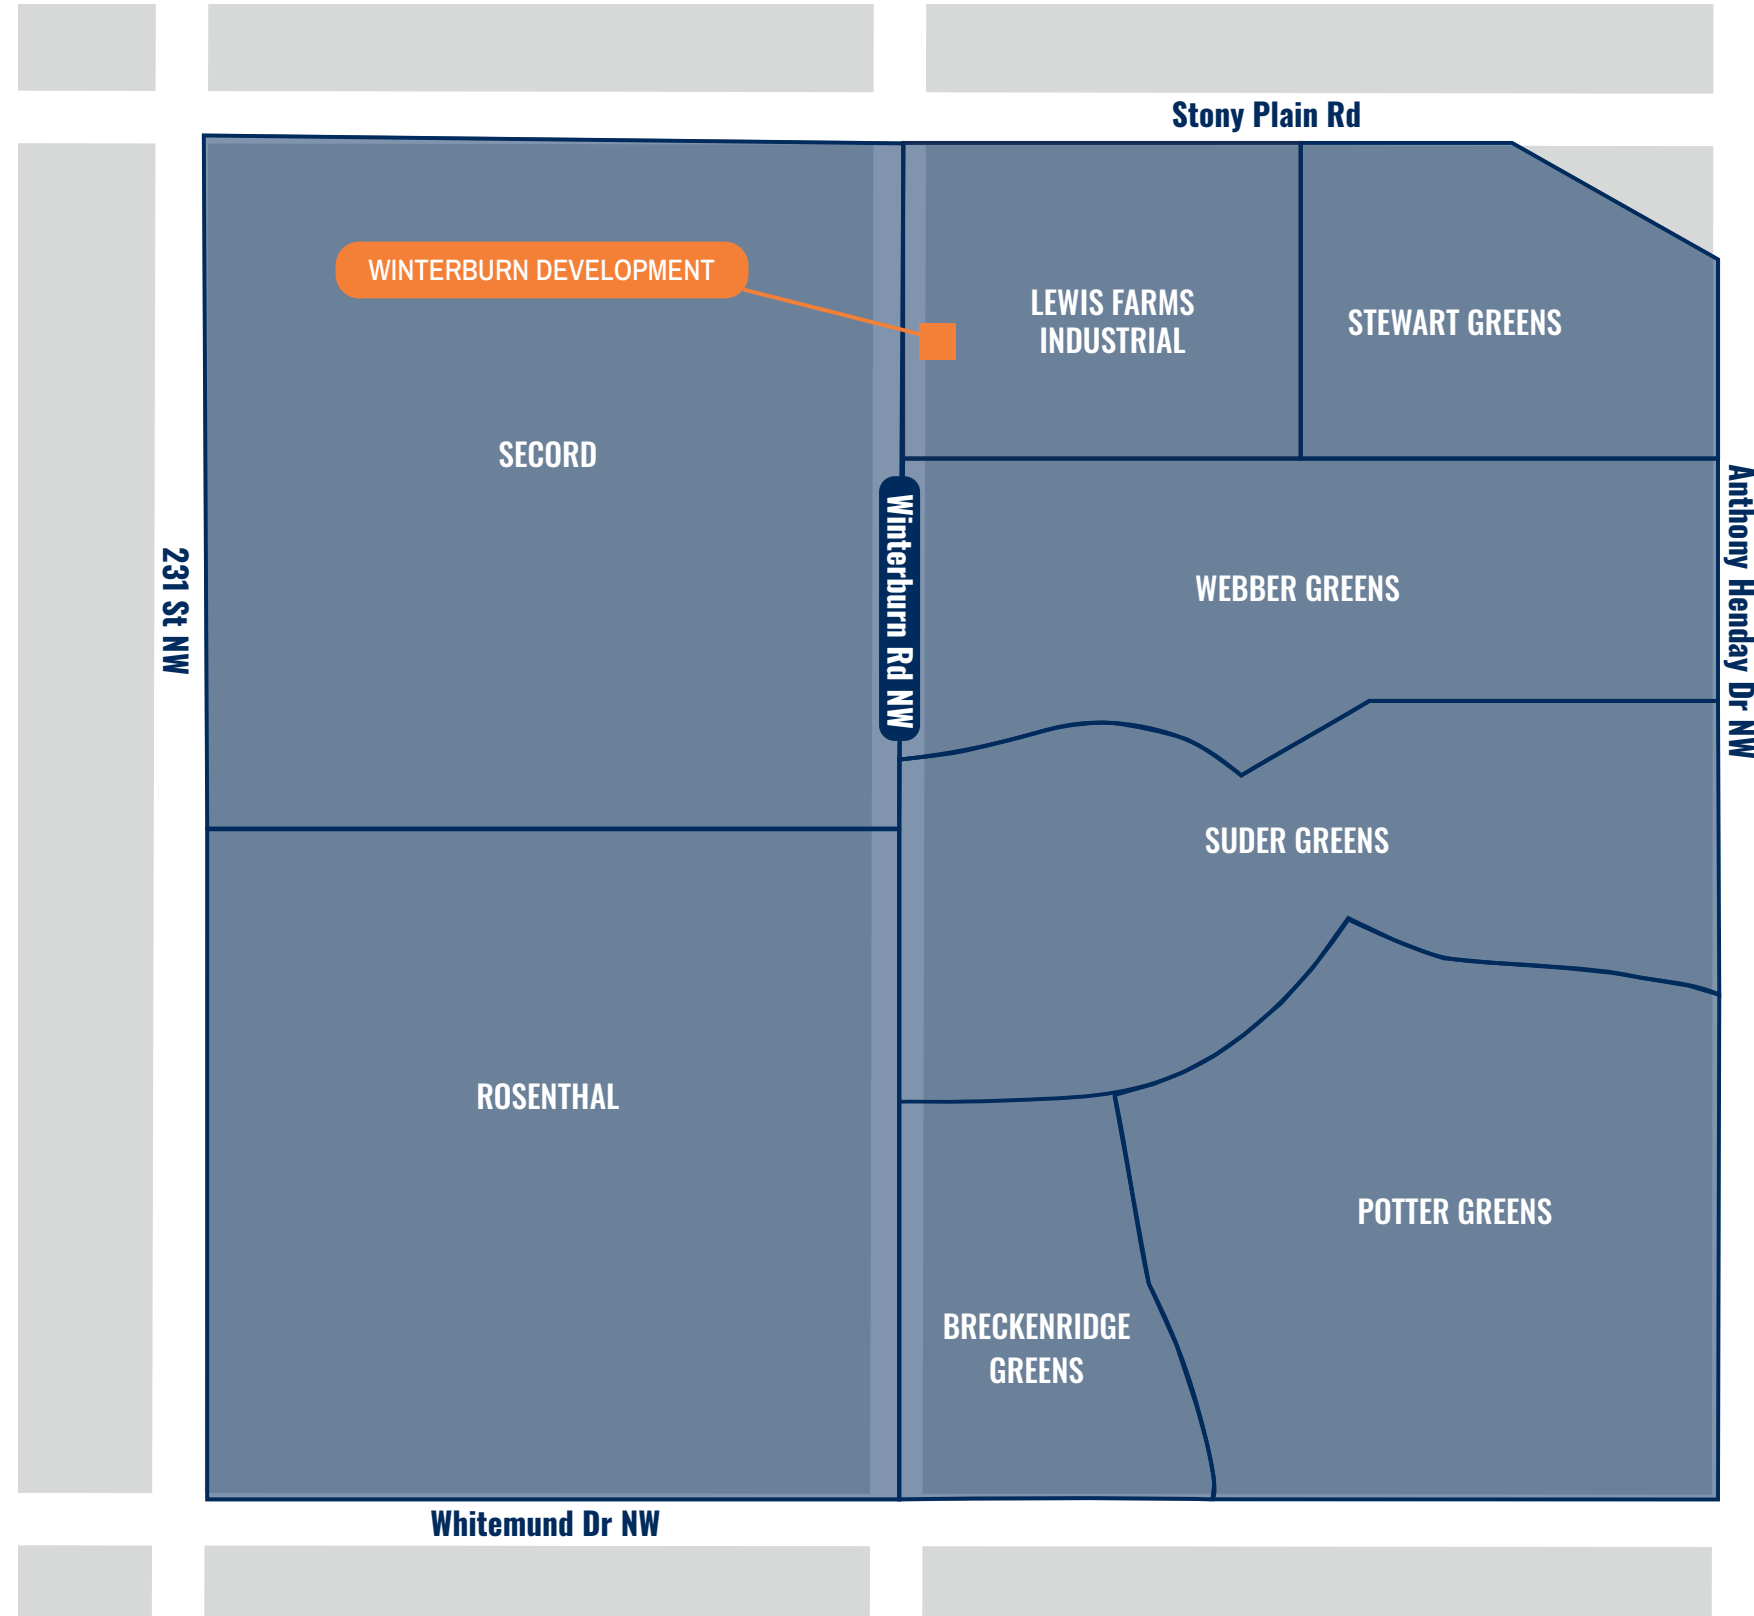 Stony Plain Rd
WINTERBURN DEVELOPMENT
LEWIS FARMS
INDUSTRIAL
STEWART GREENS
SECORD
Winterburn Rd NW
231 St NW
Anthony Henday Dr NW
WEBBER GREENS
SUDER GREENS
ROSENTHAL
POTTER GREENS
BRECKENRIDGE
GREENS
Whitemund Dr NW